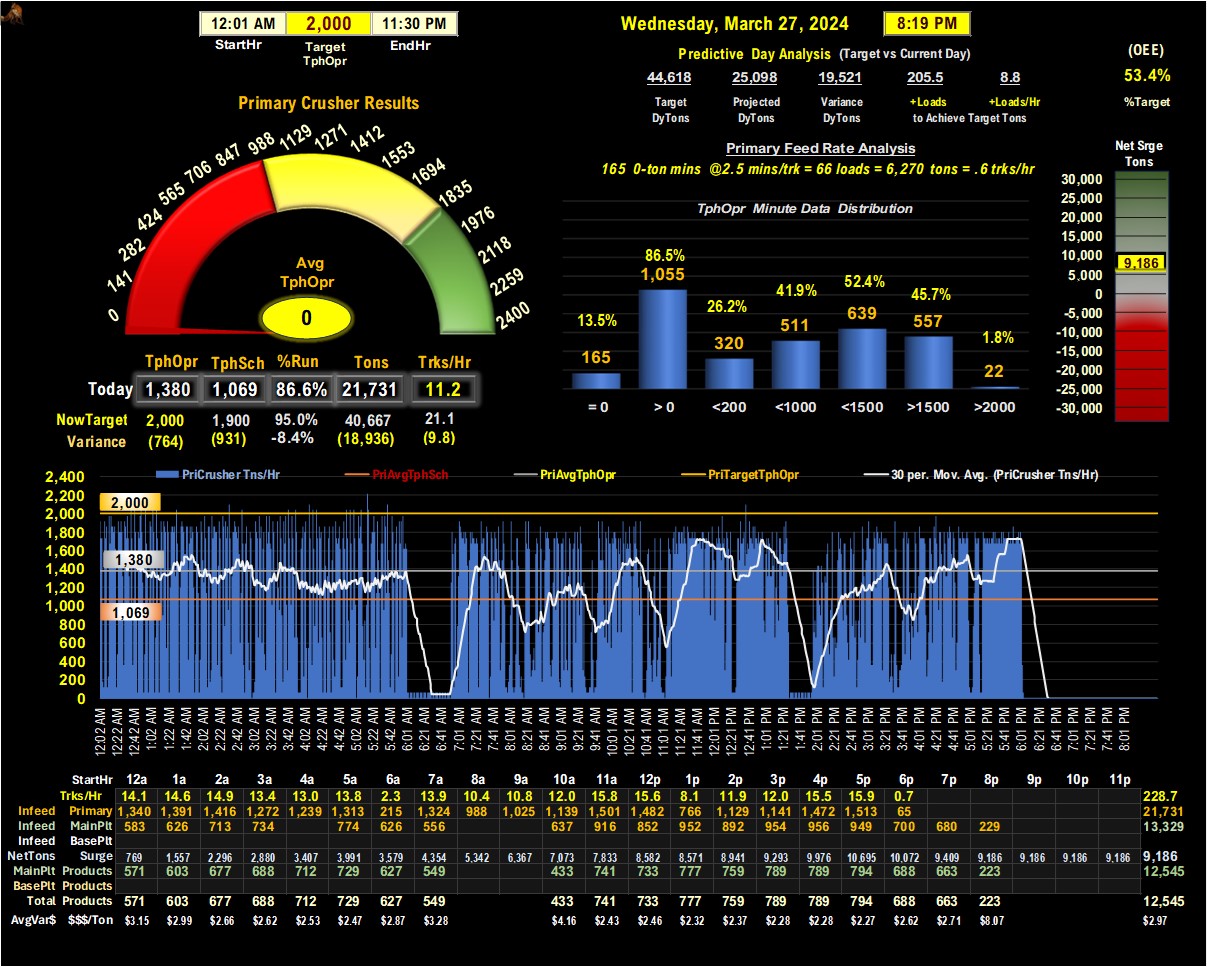 12:01 AM 2,000 11:30 PM
StartHr Target TphOpr EndHr
Wednesday, March 27, 2024 8:19 PM
Predictive Day Analysis (Target vs Current Day)
44,618 25,098 19,521 205.5 8.8
Target DyTons Projected DyTons Variance DyTons +Loads +Loads/Hr
to Achieve Target Tons
(OEE)
53.4%
%Target
Primary Crusher Results
0 141 282 424 565 706 847 988 1129 1271 1412 1553 1694 1835 1976 2118 2259 2400
Avg
TphOpr
0
TphOpr TphSch %Run Tons Trks/Hr
Today 1,380 1,069 86.6% 21,731 11.2
NowTarget 2,000 1,900 95.0% 40,667 21.1
Variance (764) (931) -8.4% (18,936) (9.8)
Primary Feed Rate Analysis
165 0-ton mins @2.5 mins/trk = 66 loads = 6,270 tons = .6 trks/hr
TphOpr Minute Data Distribution
13.5% 86.5% 26.2% 41.9% 52.4% 45.7% 1.8%
165 1,055 320 511 639 557 22
= 0 > 0 <200 <1000 <1500 >1500 >2000
Net Srge
Tons
30,000
25,000
20,000
15,000
10,000
9,186
5,000
0
-5,000
-10,000
-15,000
-20,000
-25,000
-30,000
PriCrusher Tns/Hr PriAvgTphSch PriAvgTphOpr PriTargetTphOpr 30 per. Mov. Avg. (PriCrusher Tns/Hr)
2,400
2,200
2,000
1,800
1,600
1,400
1,200
1,000
800
600
400
200
0
2,000
1,380
1,069
12:02 AM 12:22 AM 12:42 AM 1:02 AM 1:22 AM 1:42 AM 2:02 AM 2:22 AM 2:42 AM 3:02 AM 3:22 AM 3:42 AM 4:02 AM 4:22 AM 4:42 AM 5:02 AM 5:22 AM 5:42 AM 6:01 AM 6:21 AM 6:41 AM 7:01 AM 7:21 AM 7:41 AM 8:01 AM 8:21 AM 8:41 AM 9:01 AM 9:21 AM 9:41 AM 10:01 AM 10:21 AM 10:41 AM 11:01 AM 11:21 AM 11:41 AM 12:01 PM 12:21 PM 12:41 PM 1:01 PM 1:21 PM 1:41 PM 2:01 PM 2:21 PM 2:41 PM 3:01 PM 3:21 PM 3:41 PM 4:01 PM 4:21 PM 4:41 PM 5:01 PM 5:21 PM 5:41 PM 6:01 PM 6:21 PM 6:41 PM 7:01 PM 7:21 PM 7:41 PM 8:01 PM
StartHr 12a 1a 2a 3a 4a 5a 6a 7a 8a 9a 10a 11a 12p 1p 2p 3p 4p 5p 6p 7p 8p 9p 10p 11p
Trks/Hr 14.1 14.6 14.9 13.4 13.0 13.8 2.3 13.9 10.4 10.8 12.0 15.8 15.6 8.1 11.9 12.0 15.5 15.9 0.7 228.7
Infeed Primary 1,340 1,391 1,416 1,272 1,239 1,313 215 1,324 988 1,025 1,139 1,501 1,482 766 1,129 1,141 1,472 1,513 65 21,731
Infeed MainPlt 583 626 713 734 774 626 556 637 916 852 952 892 954 956 949 700 680 229 13,329
Infeed BasePlt
NetTons Surge 769 1,557 2,296 2,880 3,407 3,991 3,579 4,354 5,342 6,367 7,073 7,833 8,582 8,571 8,941 9,293 9,976 10,695 10,072 9,409 9,186 9,186 9,186 9,186 9,186
MainPlt Products 571 603 677 688 712 729 627 549 433 741 733 777 759 789 789 794 688 663 223 12,545
BasePlt Products
Total Products 571 603 677 688 712 729 627 549 433 741 733 777 759 789 789 794 688 663 223 12,545
AvgVar$ $$$/Ton $3.15 $2.99 $2.66 $2.62 $2.53 $2.47 $2.87 $3.28 $4.16 $2.43 $2.46 $2.32 $2.37 $2.28 $2.28 $2.27 $2.62 $2.71 $8.07 $2.97